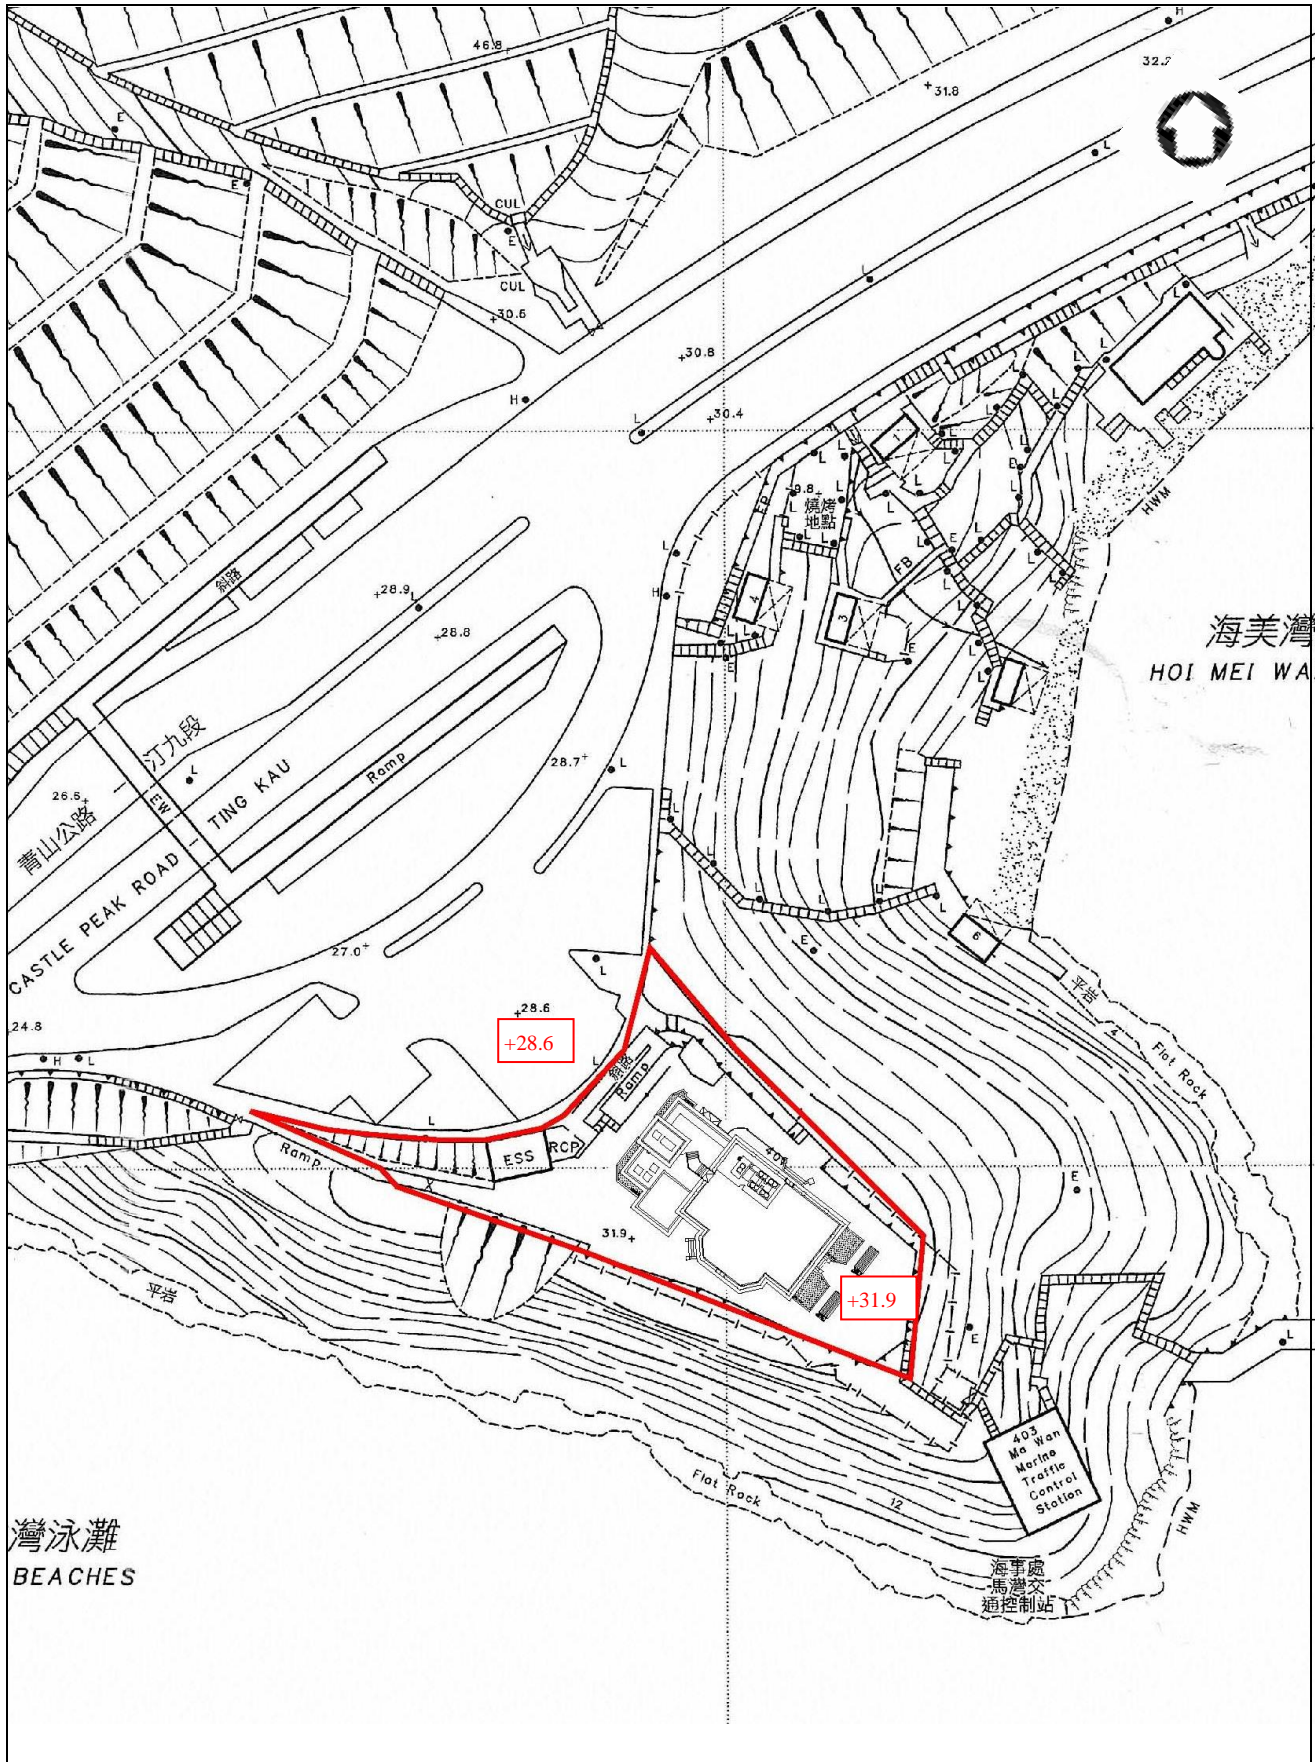 46.8
H
32.7
+31.8
L
E
E
CUL
E
CUL
+30.5
L
L
+30.8
H
L
+30.4
L
1
L
L
E
L
9.8+
燒烤
地點
FP
FB
L
斜路
+28.9
L
H
+28.8
4
3
E
E
海美灣
HOI MEI WA
汀九段
26.5+
EW
TING KAU
Ramp
28.7+
L
青山公路
CASTLE PEAK ROAD
27.0+
L
E
6
平岩
4
Flat Rock
24.8
H
L
+28.6
+28.6
L
斜路
Ramp
L
Ramp
ESS
RCP
X
E
31.9+
+31.9
平岩
E
L
403
Ma Wan
Marine
Traffic
Control
Station
Flat Rock
12
HWM
HWM
灣泳灘
BEACHES
海事處
馬灣交
通控制站